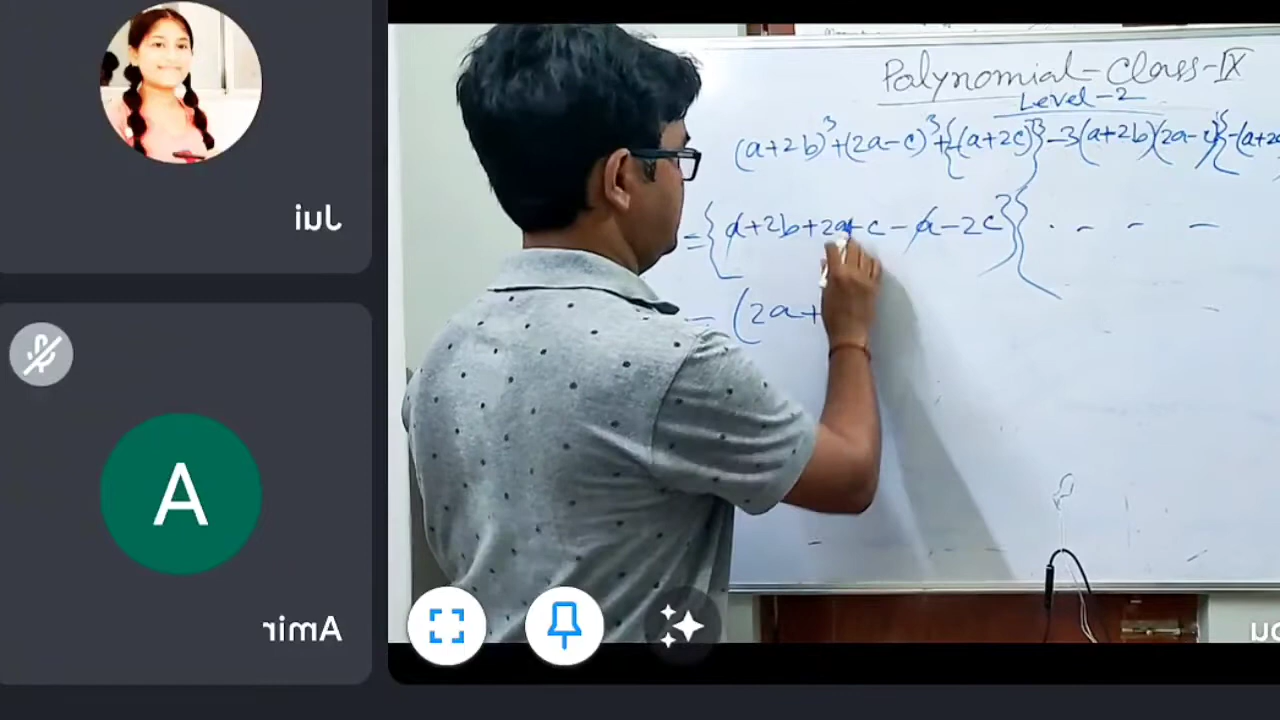 Polynomial-Class-IX
Level-2
(a+2b)³+(2a-c)³+{-(a+2c)}³-3(a+2b)(2a-c){-(a+2c
={a+2b+2a-c-a-2c}{ . - - -
=(2a+
Jui
A
Amir